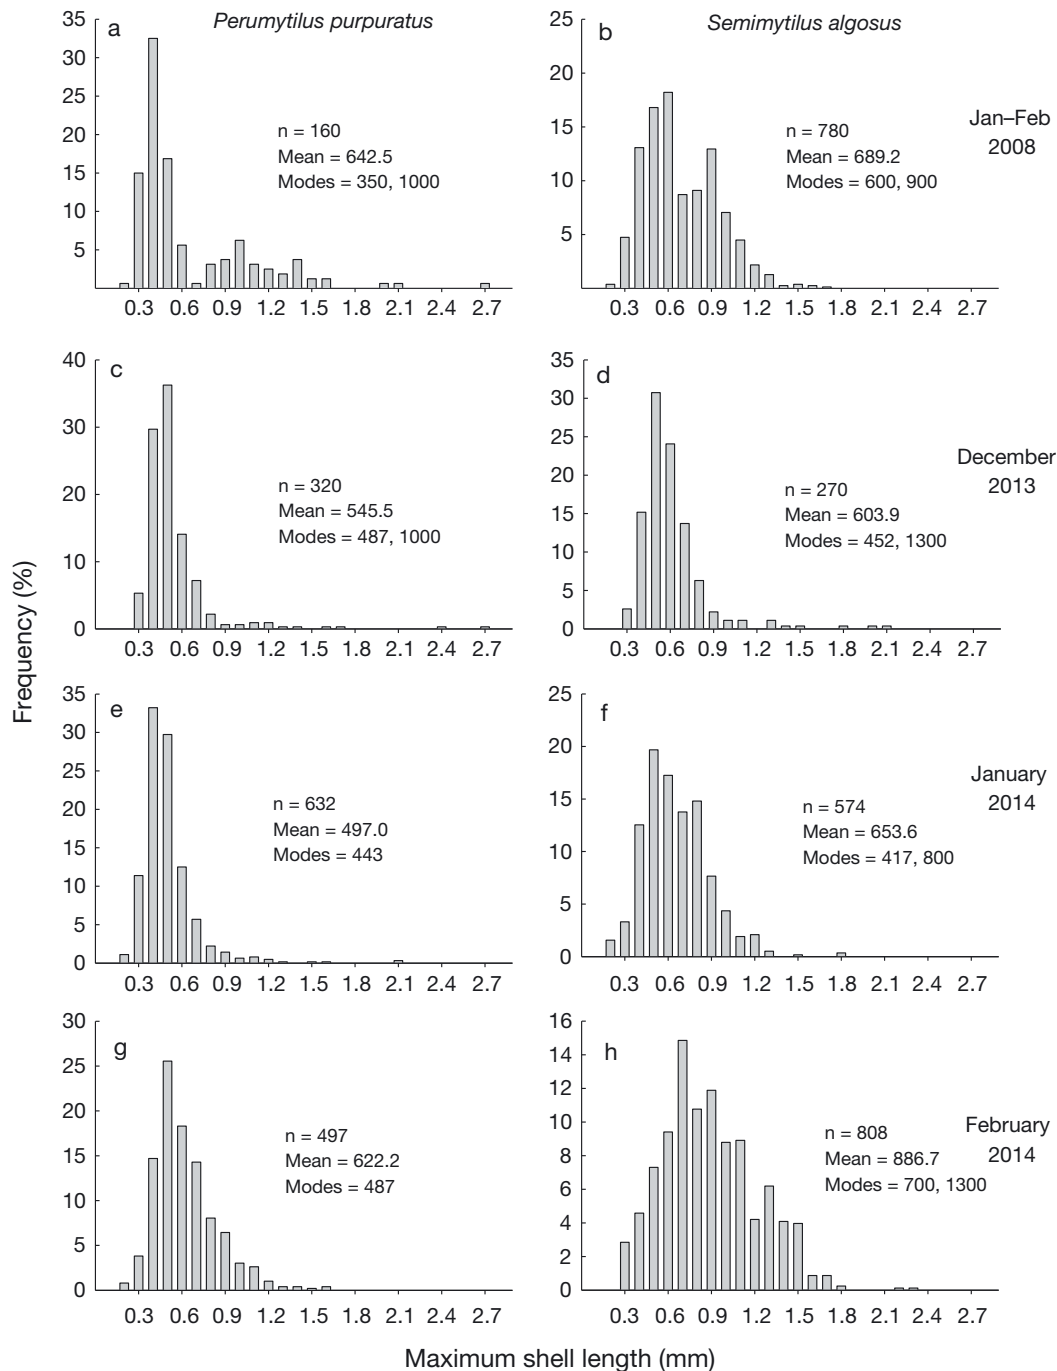 Perumytilus purpuratus
Semimytilus algosus
a
35
30
25
20
15
10
5
n = 160
Mean = 642.5
Modes = 350, 1000
0.3 0.6 0.9 1.2 1.5 1.8 2.1 2.4 2.7
b
25
20
15
10
5
n = 780
Mean = 689.2
Modes = 600, 900
0.3 0.6 0.9 1.2 1.5 1.8 2.1 2.4 2.7
Jan–Feb
2008
c
40
30
20
10
0
n = 320
Mean = 545.5
Modes = 487, 1000
0.3 0.6 0.9 1.2 1.5 1.8 2.1 2.4 2.7
d
35
30
25
20
15
10
5
0
n = 270
Mean = 603.9
Modes = 452, 1300
0.3 0.6 0.9 1.2 1.5 1.8 2.1 2.4 2.7
December
2013
Frequency (%)
e
35
30
25
20
15
10
5
0
n = 632
Mean = 497.0
Modes = 443
0.3 0.6 0.9 1.2 1.5 1.8 2.1 2.4 2.7
f
25
20
15
10
5
0
n = 574
Mean = 653.6
Modes = 417, 800
0.3 0.6 0.9 1.2 1.5 1.8 2.1 2.4 2.7
January
2014
g
30
25
20
15
10
5
0
n = 497
Mean = 622.2
Modes = 487
0.3 0.6 0.9 1.2 1.5 1.8 2.1 2.4 2.7
h
16
14
12
10
8
6
4
2
0
n = 808
Mean = 886.7
Modes = 700, 1300
0.3 0.6 0.9 1.2 1.5 1.8 2.1 2.4 2.7
February
2014
Maximum shell length (mm)